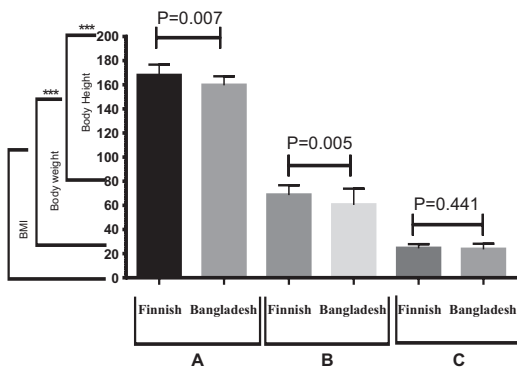 P=0.007
***
200
180
160
140
120
100
80
60
40
20
0
***
Body Height
Body weight
BMI
P=0.005
P=0.441
Finnish Bangladesh Finnish Bangladesh Finnish Bangladesh
A B C